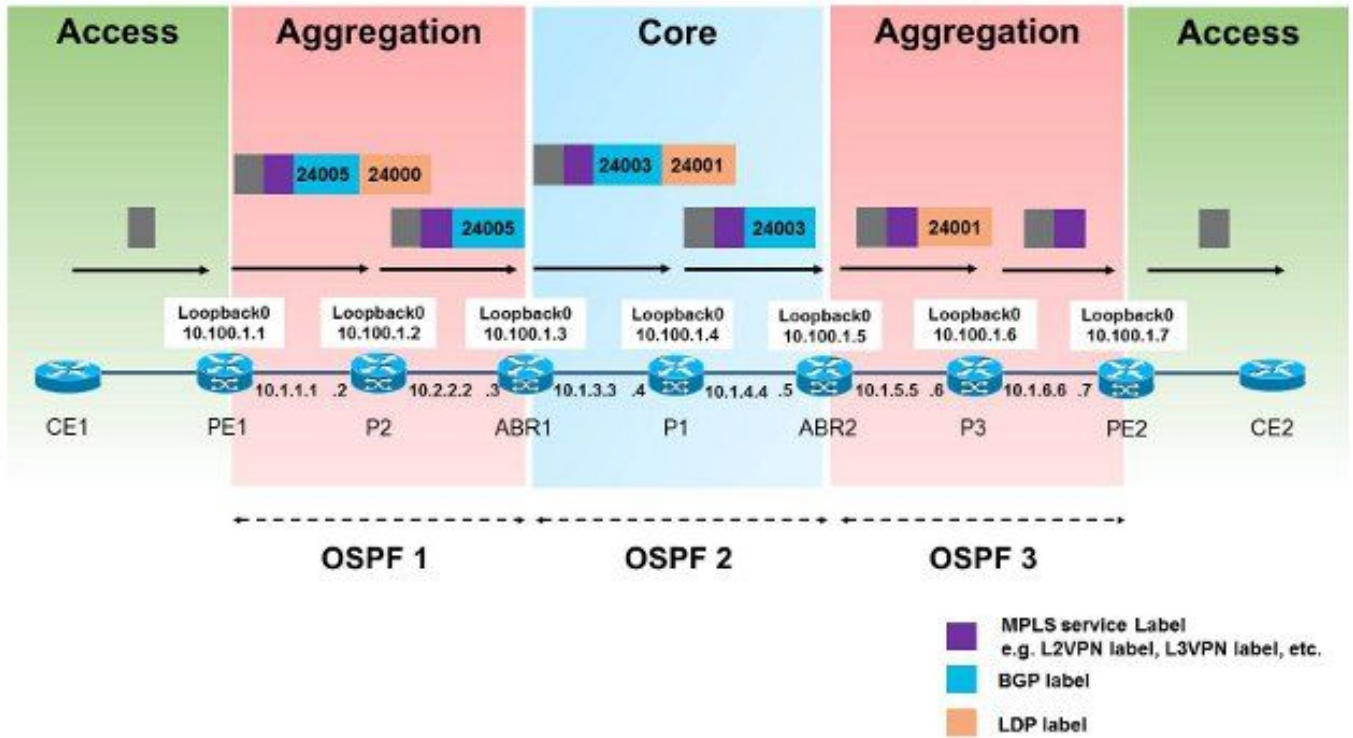 Access
Aggregation
Core
Aggregation
Access
24005 24000
24003 24001
24005
24003
24001
Loopback0
10.100.1.1
Loopback0
10.100.1.2
Loopback0
10.100.1.3
Loopback0
10.100.1.4
Loopback0
10.100.1.5
Loopback0
10.100.1.6
Loopback0
10.100.1.7
10.1.1.1 .2 10.2.2.2 .3 10.1.3.3 .4 10.1.4.4 .5 10.1.5.5 .6 10.1.6.6 .7
CE1 PE1 P2 ABR1 P1 ABR2 P3 PE2 CE2
OSPF 1 OSPF 2 OSPF 3
MPLS service Label
e.g. L2VPN label, L3VPN label, etc.
BGP label
LDP label